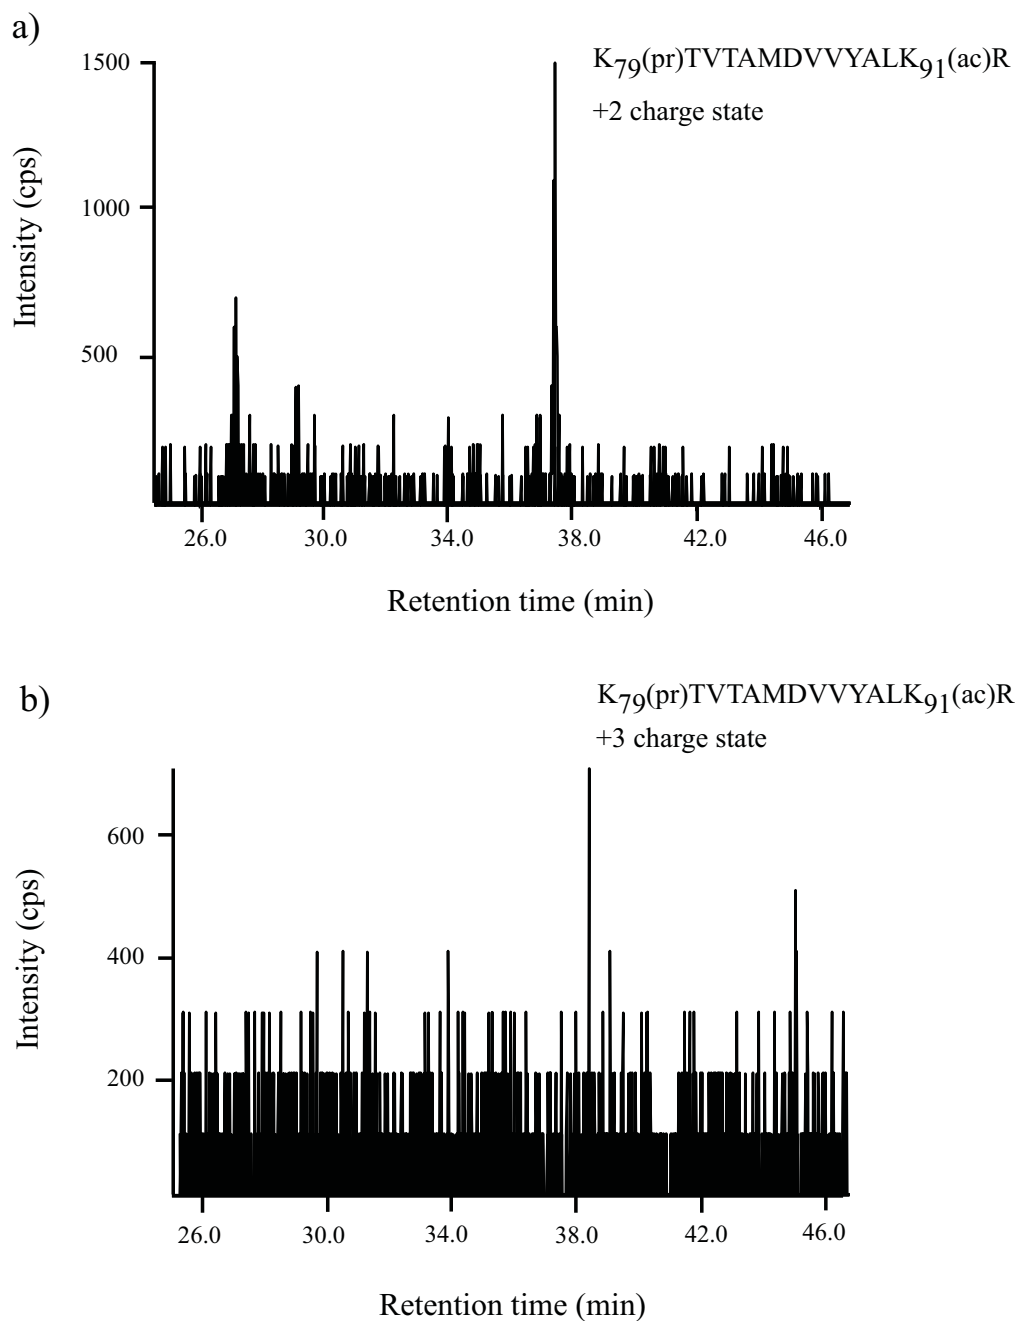 a)
K79(pr)TVTAMDVVYALK91(ac)R
+2 charge state
1500
1000
500
Intensity (cps)
26.0 30.0 34.0 38.0 42.0 46.0
Retention time (min)
b)
K79(pr)TVTAMDVVYALK91(ac)R
+3 charge state
600
400
200
Intensity (cps)
26.0 30.0 34.0 38.0 42.0 46.0
Retention time (min)